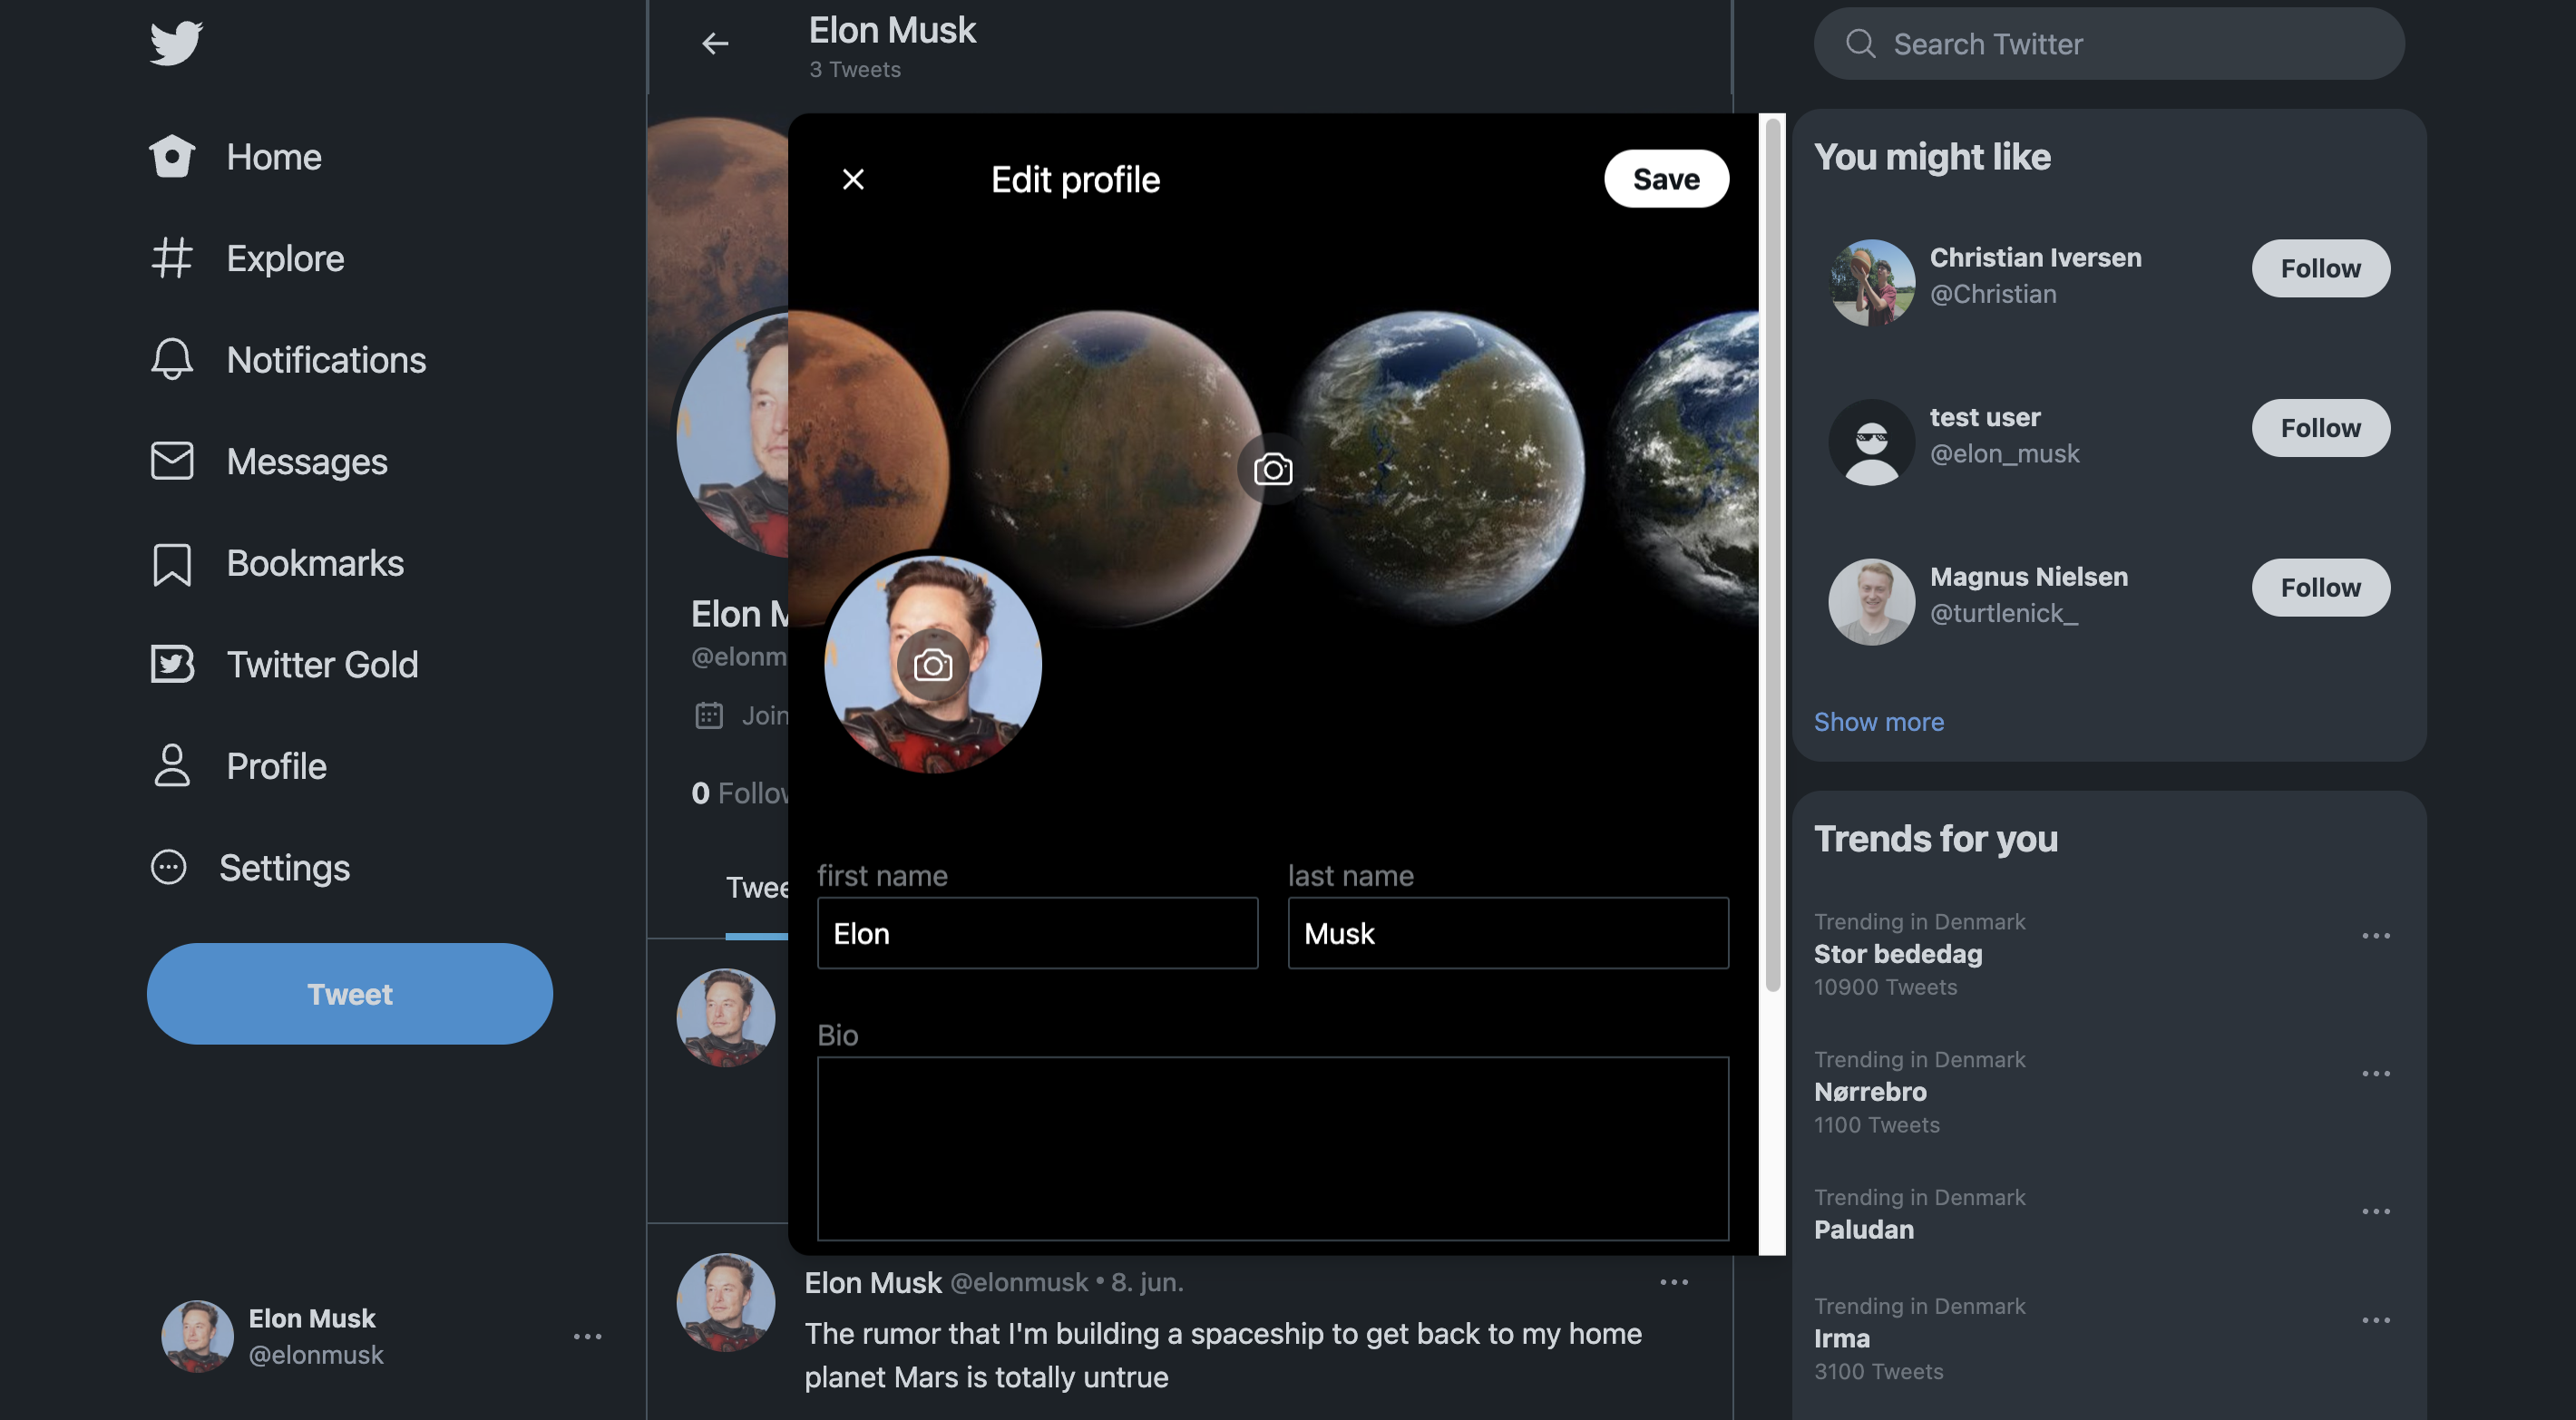 Home
Explore
Notifications
Messages
Bookmarks
Twitter Gold
Profile
Settings
Tweet
Elon Musk
@elonmusk
Elon Musk
3 Tweets
Elon M
@elonm
Join
0 Follow
Twee
Edit profile
Save
first name
last name
Elon
Musk
Bio
Elon Musk @elonmusk • 8. jun.
The rumor that I'm building a spaceship to get back to my home
planet Mars is totally untrue
Search Twitter
You might like
Christian Iversen
@Christian
Follow
test user
@elon_musk
Follow
Magnus Nielsen
@turtlenick_
Follow
Show more
Trends for you
Trending in Denmark
Stor bededag
10900 Tweets
Trending in Denmark
Nørrebro
1100 Tweets
Trending in Denmark
Paludan
Trending in Denmark
Irma
3100 Tweets